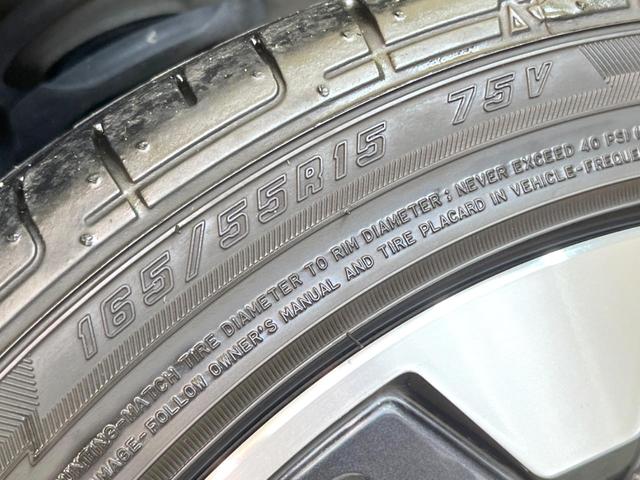 165/55R15 75V
MOUNTING-MATCH TIRE DIAMETER TO RIM DIAMETER; NEVER EXCEED 40 PSI
FOLLOW OWNER'S MANUAL AND TIRE PLACARD IN VEHICLE-